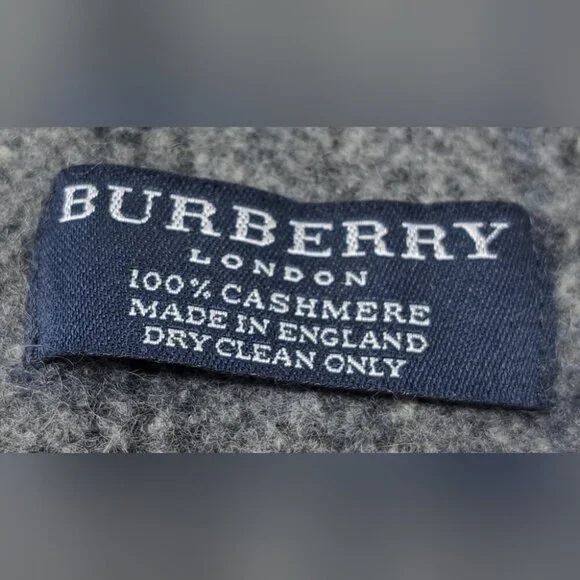 BURBERRY
LONDON
100% CASHMERE
MADE IN ENGLAND
DRY CLEAN ONLY